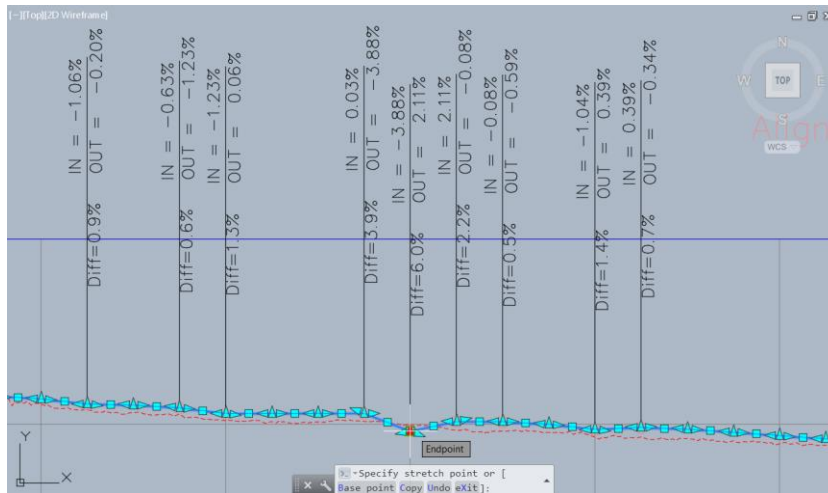 [−][Top][2D Wireframe]
IN = −1.06%
OUT = −0.20%
Diff=0.9%
IN = −0.63%
OUT = −1.23%
Diff=0.6%
IN = −1.23%
OUT = 0.06%
Diff=1.3%
IN = 0.03%
OUT = −3.88%
Diff=3.9%
IN = −3.88%
OUT = 2.11%
Diff=6.0%
IN = 2.11%
OUT = −0.08%
Diff=2.2%
IN = −0.08%
OUT = −0.59%
Diff=0.5%
IN = −1.04%
OUT = 0.39%
Diff=1.4%
IN = 0.39%
OUT = −0.34%
Diff=0.7%
N
W
TOP
E
S
Align
WCS
Endpoint
Y
X
Specify stretch point or [
Base point Copy Undo eXit]: